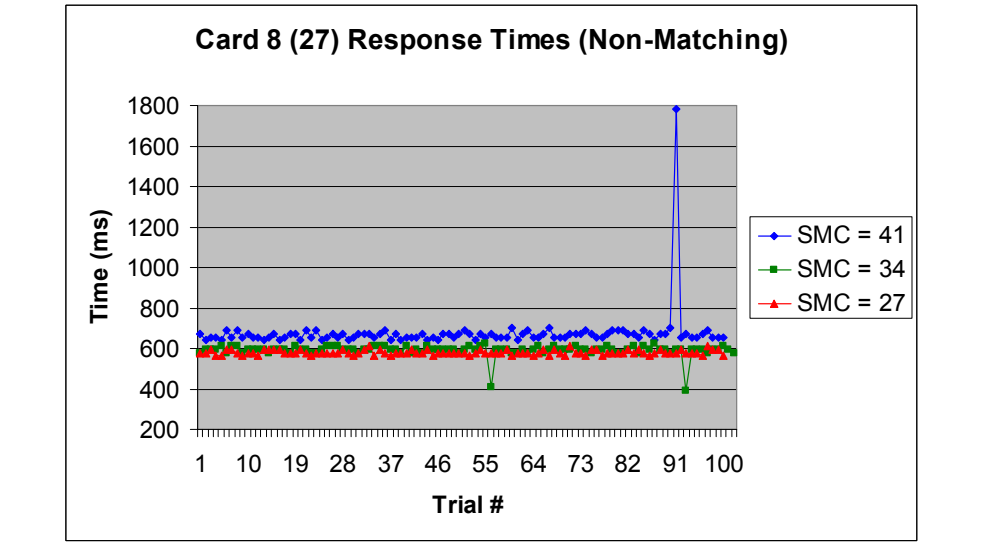 Card 8 (27) Response Times (Non-Matching)
1800
1600
1400
1200
1000
800
600
400
200
Time (ms)
1 10 19 28 37 46 55 64 73 82 91 100
Trial #
SMC = 41
SMC = 34
SMC = 27